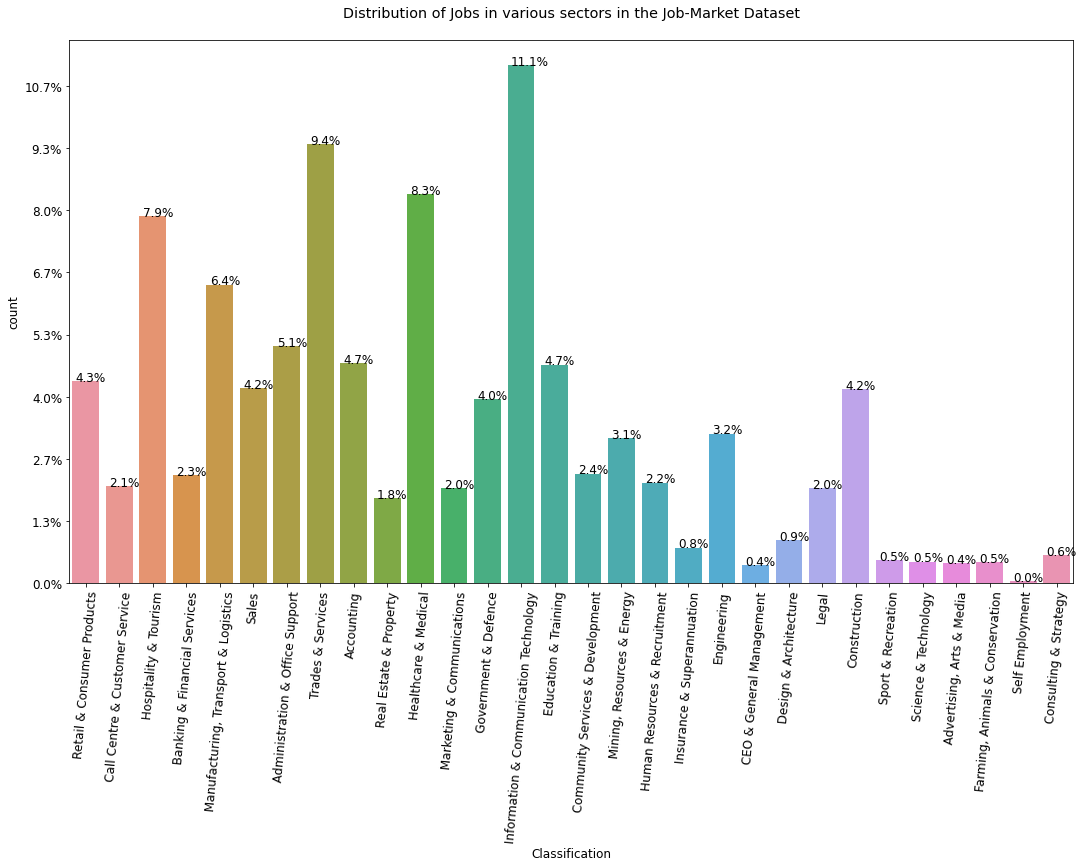 Distribution of Jobs in various sectors in the Job-Market Dataset
count
10.7%
9.3%
8.0%
6.7%
5.3%
4.0%
2.7%
1.3%
0.0%
4.3%
2.1%
7.9%
2.3%
6.4%
4.2%
5.1%
9.4%
4.7%
1.8%
8.3%
2.0%
4.0%
11.1%
4.7%
2.4%
3.1%
2.2%
0.8%
3.2%
0.4%
0.9%
2.0%
4.2%
0.5%
0.5%
0.4%
0.5%
0.0%
0.6%
Retail & Consumer Products
Call Centre & Customer Service
Hospitality & Tourism
Banking & Financial Services
Manufacturing, Transport & Logistics
Sales
Administration & Office Support
Trades & Services
Accounting
Real Estate & Property
Healthcare & Medical
Marketing & Communications
Government & Defence
Information & Communication Technology
Education & Training
Community Services & Development
Mining, Resources & Energy
Human Resources & Recruitment
Insurance & Superannuation
Engineering
CEO & General Management
Design & Architecture
Legal
Construction
Sport & Recreation
Science & Technology
Advertising, Arts & Media
Farming, Animals & Conservation
Self Employment
Consulting & Strategy
Classification